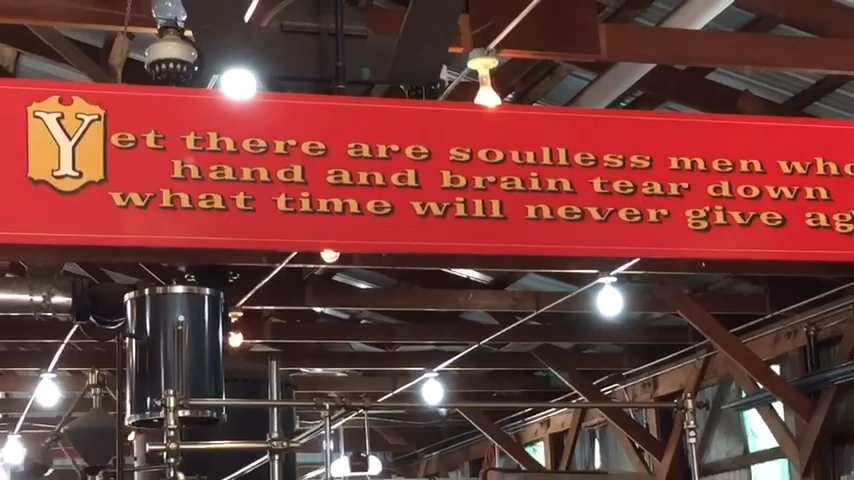 Yet there are soulless men who
hand and brain tear down
what time will never give